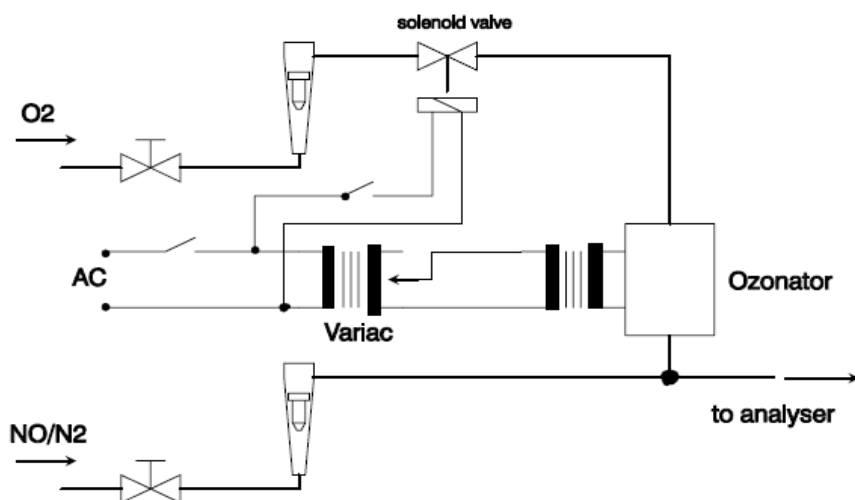 solenoid valve
O2
AC
Ozonator
Variac
to analyser
NO/N2